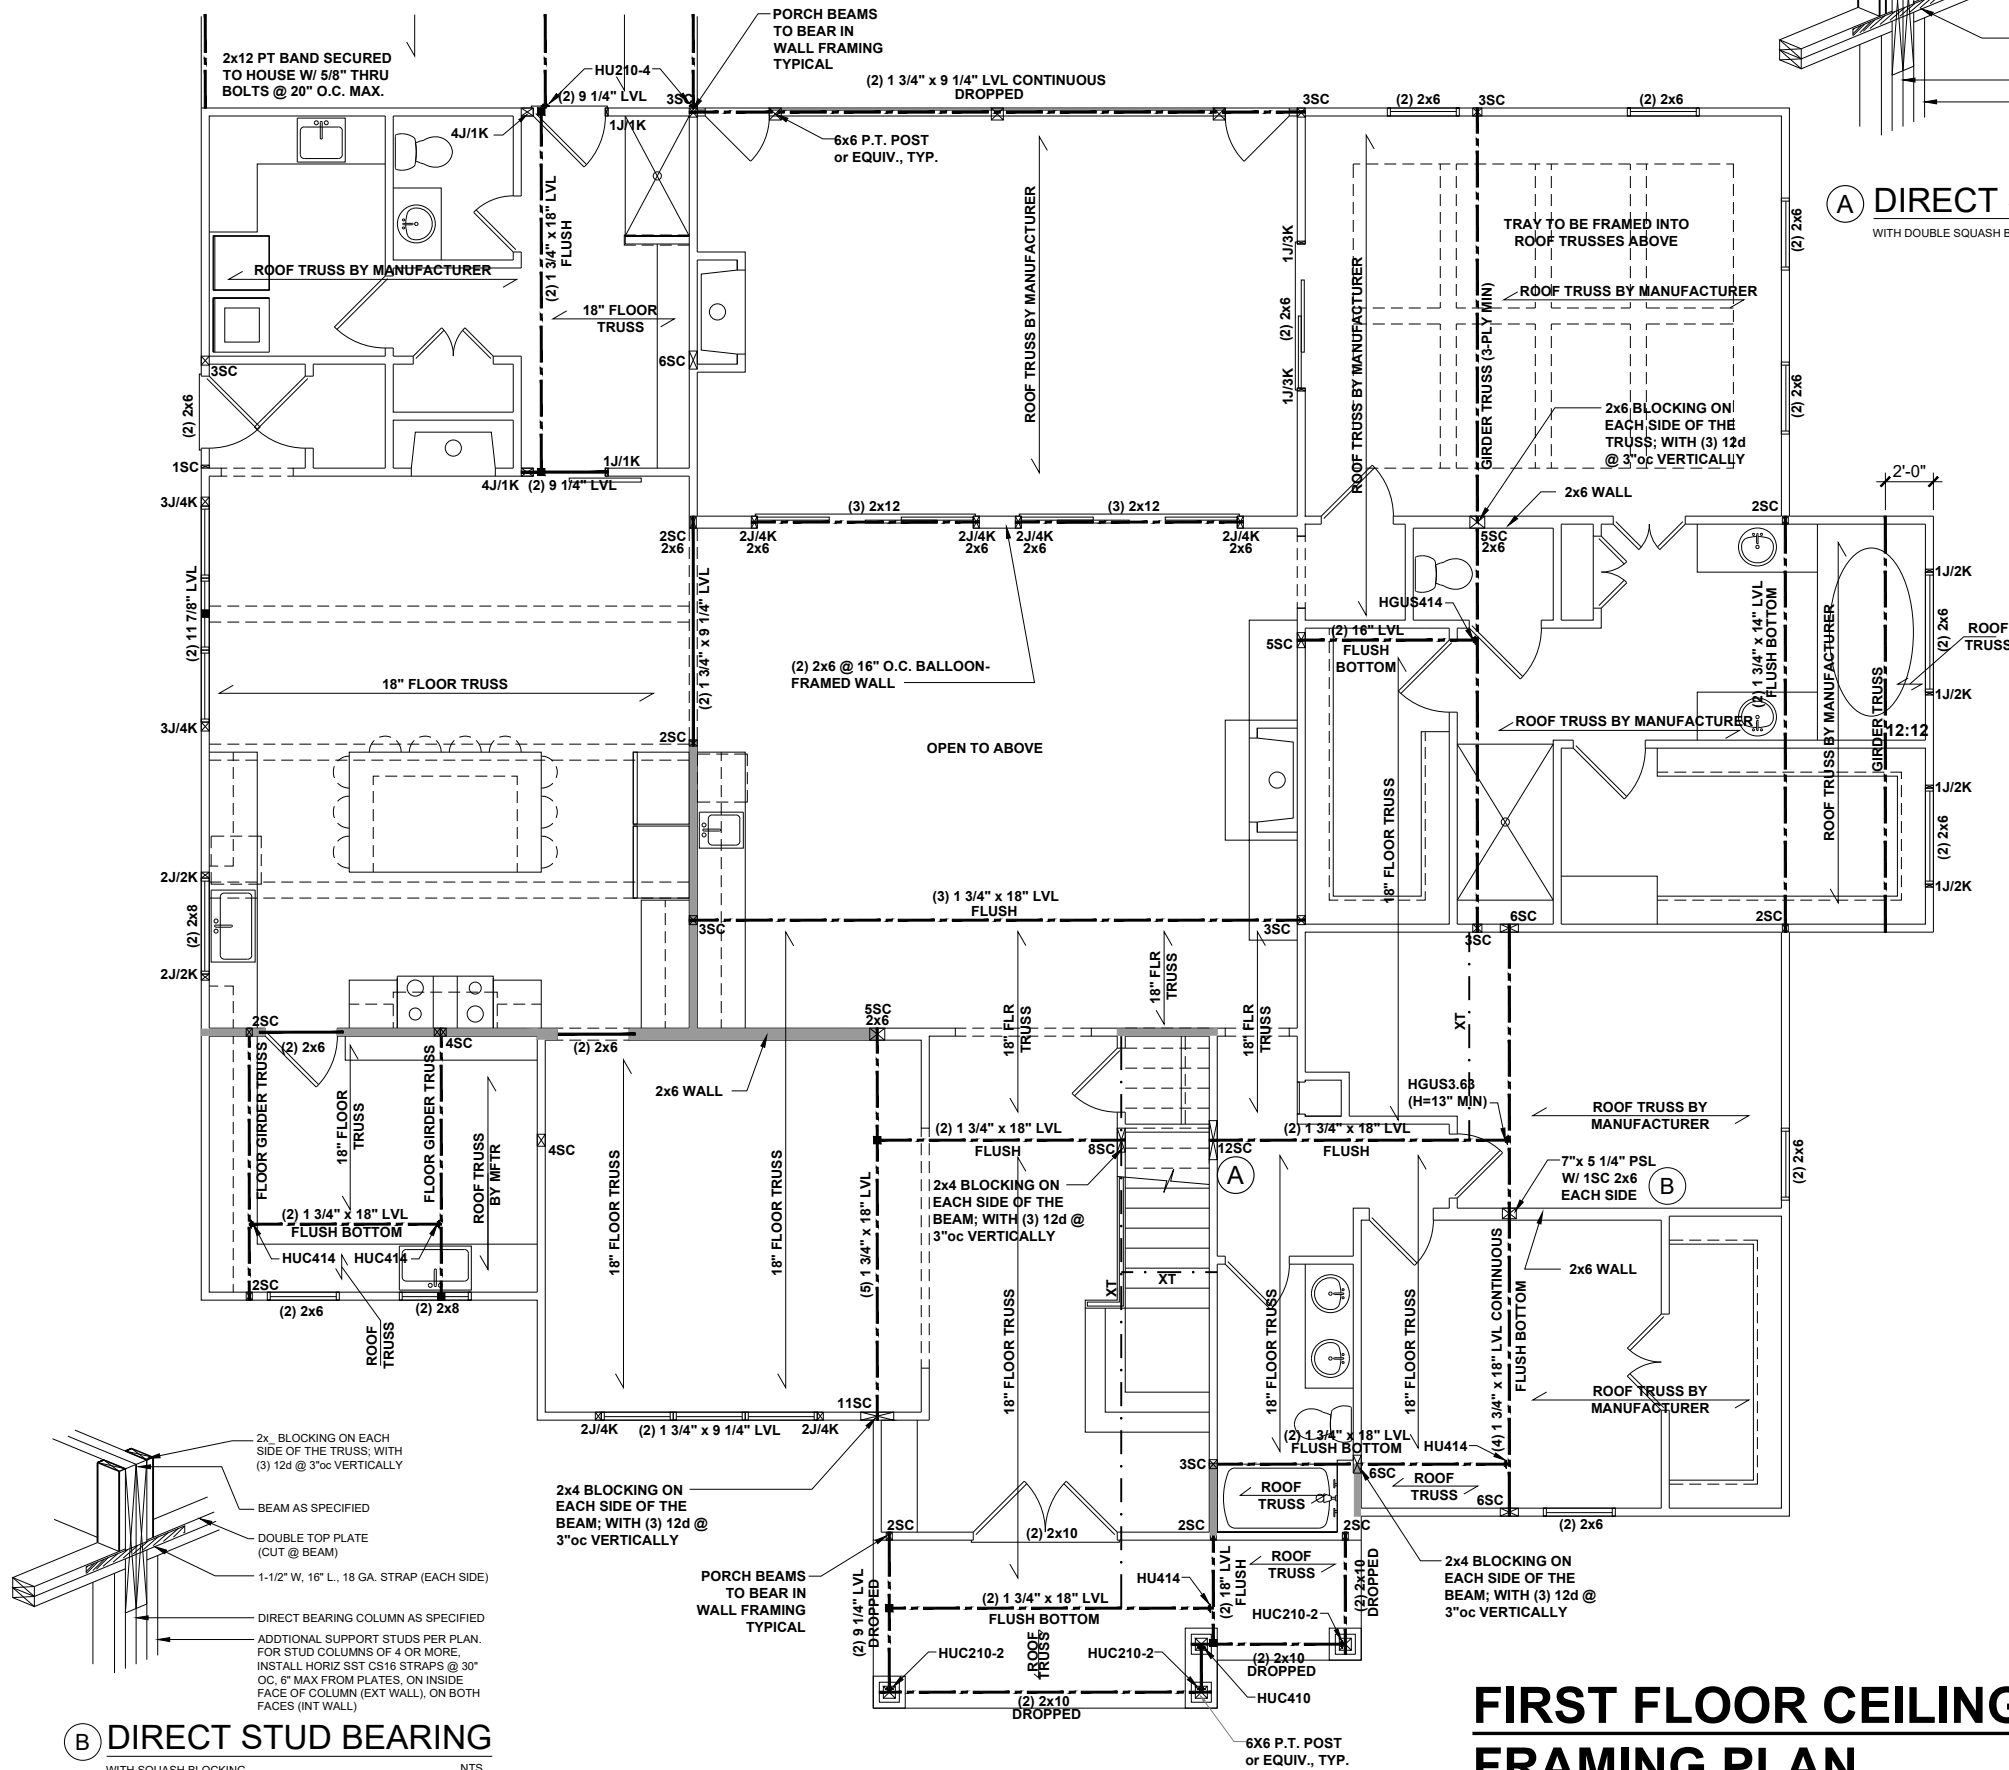 PORCH BEAMS
TO BEAR IN
WALL FRAMING
TYPICAL
2x12 PT BAND SECURED
TO HOUSE W/ 5/8" THRU
BOLTS @ 20" O.C. MAX.
HU210-4
(2) 9 1/4" LVL
3SC
(2) 1 3/4" x 9 1/4" LVL CONTINUOUS
DROPPED
3SC
(2) 2x6
3SC
(2) 2x6
4J/1K
1J/1K
6x6 P.T. POST
or EQUIV., TYP.
A
DIRECT
WITH DOUBLE SQUASH B
(2) 1 3/4" x 18" LVL
FLUSH
ROOF TRUSS BY MANUFACTURER
18" FLOOR
TRUSS
ROOF TRUSS BY MANUFACTURER
1J/3K
(2) 2x6
1J/3K
ROOF TRUSS BY MANUFACTURER
TRAY TO BE FRAMED INTO
ROOF TRUSSES ABOVE
ROOF TRUSS BY MANUFACTURER
GIRDER TRUSS (3-PLY MIN)
(2) 2x6
(2) 2x6
6SC
3SC
(2) 2x6
1SC
3J/4K
4J/1K
(2) 9 1/4" LVL
1J/1K
2x6 BLOCKING ON
EACH SIDE OF THE
TRUSS; WITH (3) 12d
@ 3"oc VERTICALLY
2x6 WALL
2'-0"
2SC
2SC
2x6
(3) 2x12
(3) 2x12
2J/4K
2x6
2J/4K
2x6
2J/4K
2x6
2J/4K
2x6
5SC
2x6
(2) 11 7/8" LVL
(2) 1 3/4" x 9 1/4" LVL
HGUS414
(2) 16" LVL
FLUSH
BOTTOM
5SC
(2) 1 3/4" x 14" LVL
FLUSH BOTTOM
ROOF TRUSS BY MANUFACTURER
GIRDER TRUSS
1J/2K
(2) 2x6
1J/2K
ROOF
TRUSS
12:12
18" FLOOR TRUSS
3J/4K
2SC
(2) 2x6 @ 16" O.C. BALLOON-
FRAMED WALL
OPEN TO ABOVE
ROOF TRUSS BY MANUFACTURER
18" FLOOR TRUSS
1J/2K
(2) 2x6
1J/2K
2J/2K
(2) 2x8
2J/2K
(3) 1 3/4" x 18" LVL
FLUSH
3SC
3SC
6SC
3SC
2SC
18" FLR
TRUSS
18" FLR
TRUSS
18" FLR
TRUSS
XT
5SC
2x6
2SC
(2) 2x6
4SC
(2) 2x6
2x6 WALL
FLOOR GIRDER TRUSS
18" FLOOR
TRUSS
FLOOR GIRDER TRUSS
ROOF TRUSS
BY MFTR
4SC
18" FLOOR TRUSS
18" FLOOR TRUSS
(5) 1 3/4" x 18" LVL
(2) 1 3/4" x 18" LVL
FLUSH
8SC
12SC
A
(2) 1 3/4" x 18" LVL
FLUSH
HGUS3.63
(H=13" MIN)
ROOF TRUSS BY
MANUFACTURER
(2) 2x6
7"x 5 1/4" PSL
W/ 1SC 2x6
EACH SIDE
B
2x4 BLOCKING ON
EACH SIDE OF THE
BEAM; WITH (3) 12d @
3"oc VERTICALLY
(2) 1 3/4" x 18" LVL
FLUSH BOTTOM
HUC414
HUC414
2SC
(2) 2x6
(2) 2x8
ROOF
TRUSS
XT
XT
18" FLOOR TRUSS
18" FLOOR TRUSS
18" FLOOR TRUSS
(4) 1 3/4" x 18" LVL CONTINUOUS
FLUSH BOTTOM
2x6 WALL
ROOF TRUSS BY
MANUFACTURER
11SC
2J/4K
(2) 1 3/4" x 9 1/4" LVL
2J/4K
(2) 1 3/4" x 18" LVL
FLUSH BOTTOM
HU414
3SC
6SC
ROOF
TRUSS
ROOF
TRUSS
6SC
(2) 2x6
2x_ BLOCKING ON EACH
SIDE OF THE TRUSS; WITH
(3) 12d @ 3"oc VERTICALLY
BEAM AS SPECIFIED
DOUBLE TOP PLATE
(CUT @ BEAM)
1-1/2" W, 16" L., 18 GA. STRAP (EACH SIDE)
DIRECT BEARING COLUMN AS SPECIFIED
ADDTIONAL SUPPORT STUDS PER PLAN.
FOR STUD COLUMNS OF 4 OR MORE,
INSTALL HORIZ SST CS16 STRAPS @ 30"
OC, 6" MAX FROM PLATES, ON INSIDE
FACE OF COLUMN (EXT WALL), ON BOTH
FACES (INT WALL)
B
DIRECT STUD BEARING
WITH SQUASH BLOCKING
NTS
2x4 BLOCKING ON
EACH SIDE OF THE
BEAM; WITH (3) 12d @
3"oc VERTICALLY
2SC
(2) 2x10
2SC
2SC
PORCH BEAMS
TO BEAR IN
WALL FRAMING
TYPICAL
(2) 9 1/4" LVL
DROPPED
(2) 1 3/4" x 18" LVL
FLUSH BOTTOM
HU414
(2) 18" LVL
FLUSH
ROOF
TRUSS
(2) 2x10
DROPPED
HUC210-2
2x4 BLOCKING ON
EACH SIDE OF THE
BEAM; WITH (3) 12d @
3"oc VERTICALLY
HUC210-2
ROOF
TRUSS
HUC210-2
(2) 2x10
DROPPED
HUC410
(2) 2x10
DROPPED
6X6 P.T. POST
or EQUIV., TYP.
FIRST FLOOR CEILING
FRAMING PLAN